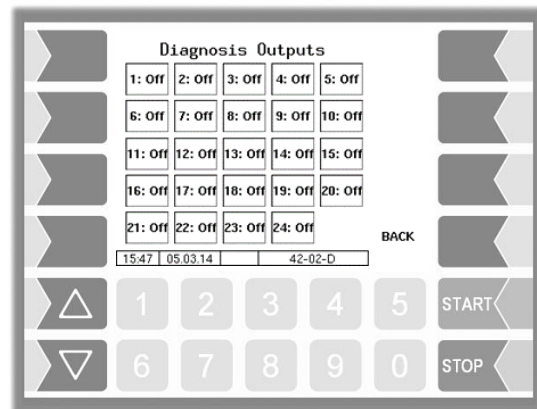 Diagnosis Outputs
1: Off 2: Off 3: Off 4: Off 5: Off
6: Off 7: Off 8: Off 9: Off 10: Off
11: Off 12: Off 13: Off 14: Off 15: Off
16: Off 17: Off 18: Off 19: Off 20: Off
21: Off 22: Off 23: Off 24: Off
BACK
15:47 05.03.14 42-02-D
1 2 3 4 5 START
6 7 8 9 0 STOP